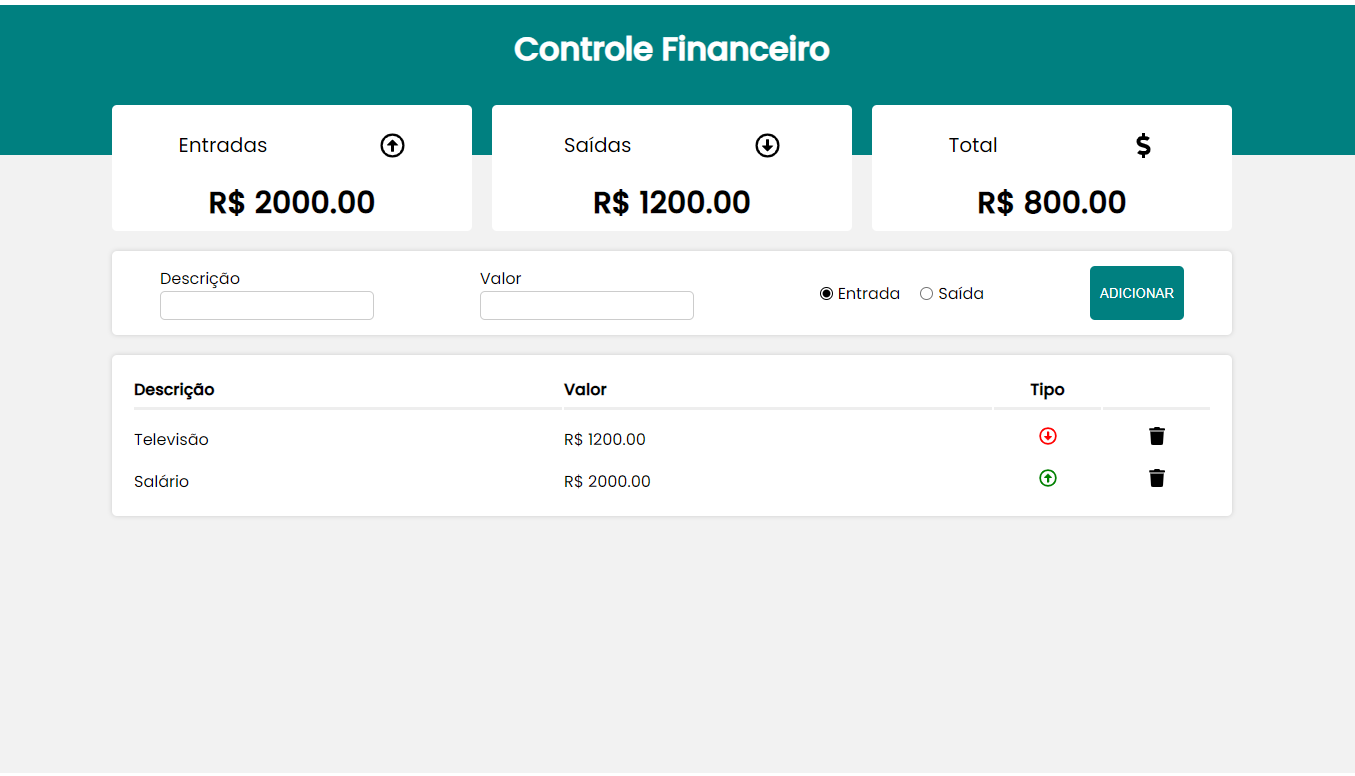 Controle Financeiro
Entradas
R$ 2000.00
Saídas
R$ 1200.00
Total
R$ 800.00
Descrição
Valor
Entrada Saída
ADICIONAR
Descrição Valor Tipo
Televisão R$ 1200.00
Salário R$ 2000.00